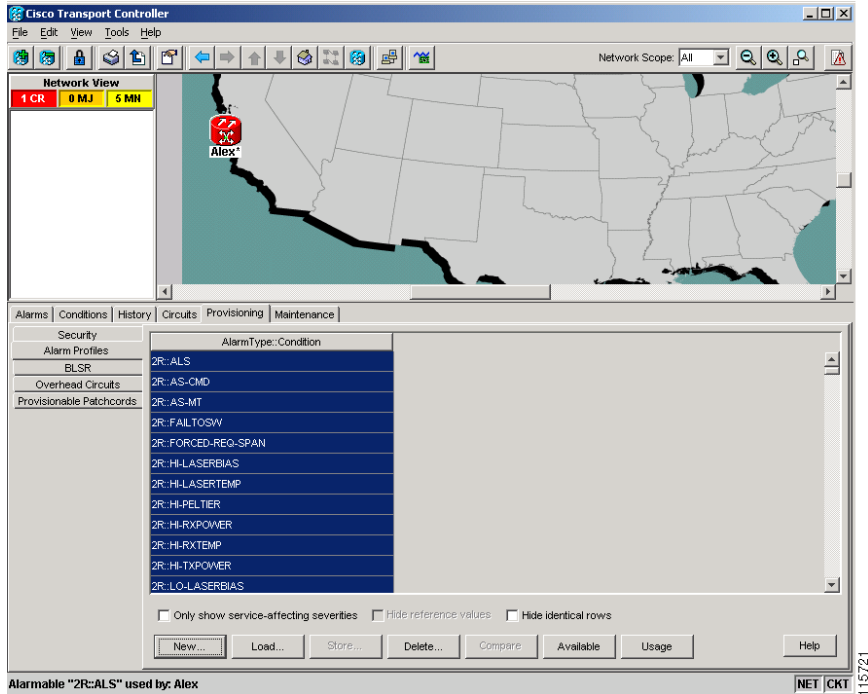 Cisco Transport Controller
File Edit View Tools Help
Network Scope: All
Network View
1 CR 0 MJ 5 MN
Alex*
Alarms Conditions History Circuits Provisioning Maintenance
Security
Alarm Profiles
BLSR
Overhead Circuits
Provisionable Patchcords
AlarmType::Condition
2R::ALS
2R::AS-CMD
2R::AS-MT
2R::FAILTOSW
2R::FORCED-REQ-SPAN
2R::HI-LASERBIAS
2R::HI-LASERTEMP
2R::HI-PELTIER
2R::HI-RXPOWER
2R::HI-RXTEMP
2R::HI-TXPOWER
2R::LO-LASERBIAS
Only show service-affecting severities Hide reference values Hide identical rows
New... Load... Store... Delete... Compare Available Usage Help
Alarmable "2R::ALS" used by: Alex NET CKT